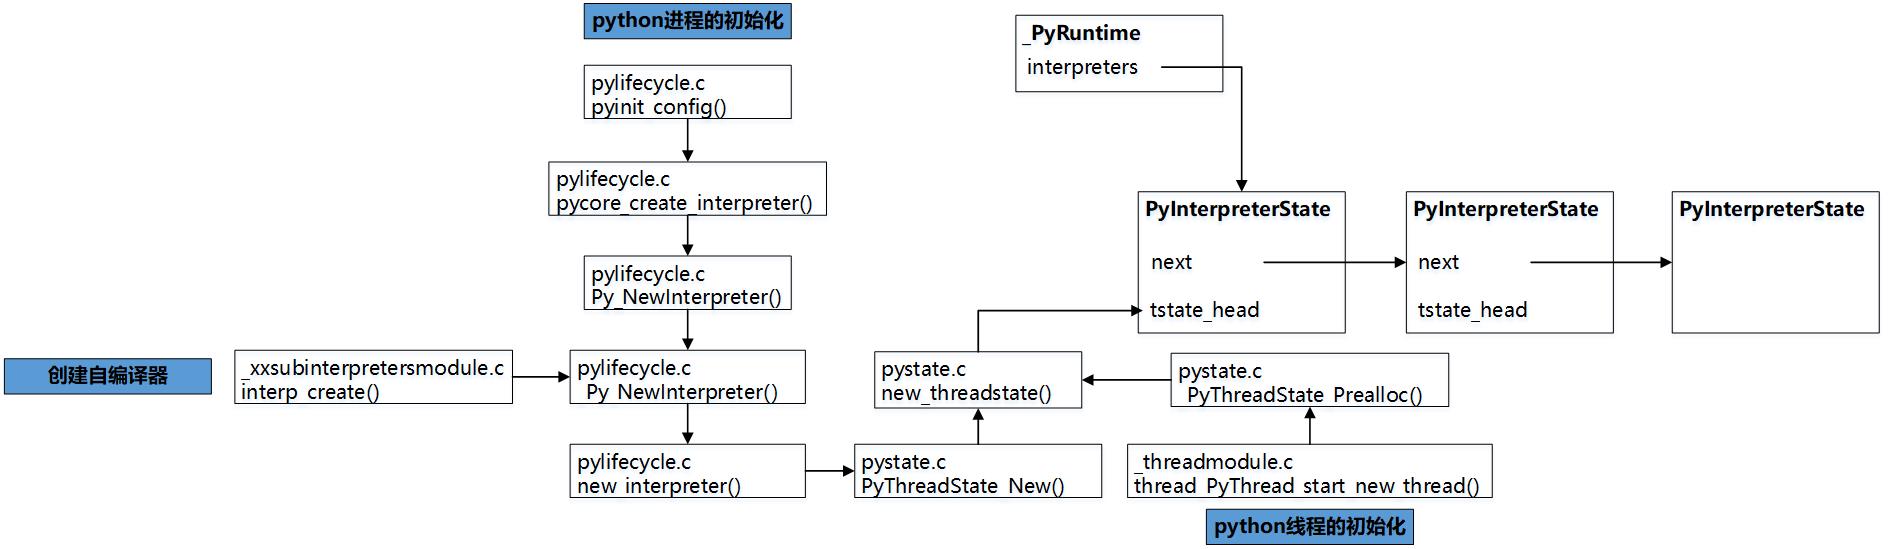 python进程的初始化
pylifecycle.c
pyinit_config()
pylifecycle.c
pycore_create_interpreter()
pylifecycle.c
Py_NewInterpreter()
创建自编译器
_xxsubinterpretersmodule.c
interp_create()
pylifecycle.c
_Py_NewInterpreter()
pylifecycle.c
new_interpreter()
pystate.c
PyThreadState_New()
pystate.c
new_threadstate()
pystate.c
_PyThreadState_Prealloc()
_threadmodule.c
thread_PyThread_start_new_thread()
python线程的初始化
_PyRuntime
interpreters
PyInterpreterState
next
tstate_head
PyInterpreterState
next
tstate_head
PyInterpreterState